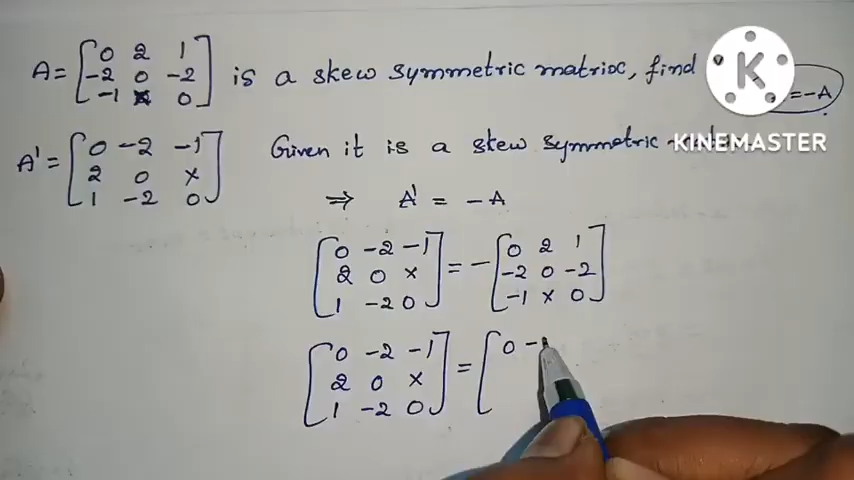 A = [0 2 1
-2 0 -2
-1 x 0] is a skew symmetric matriox, find = -A
K
KINEMASTER
A' = [0 -2 -1
2 0 x
1 -2 0] Given it is a skew symmetric
⇒ A' = -A
[0 -2 -1
2 0 x
1 -2 0] = - [0 2 1
-2 0 -2
-1 x 0]
[0 -2 -1
2 0 x
1 -2 0] = [0 -